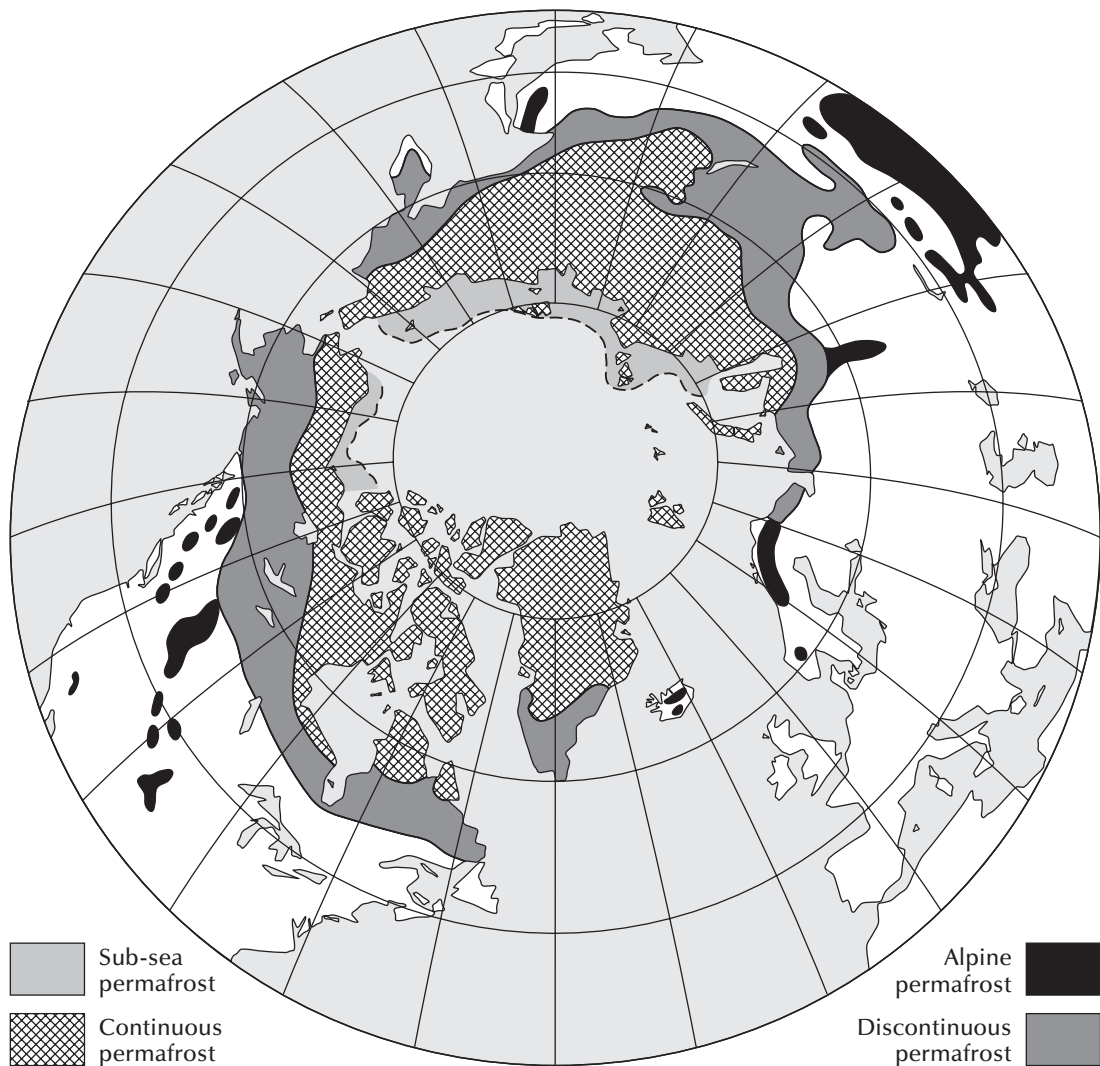 Sub-sea
permafrost
Continuous
permafrost
Alpine
permafrost
Discontinuous
permafrost